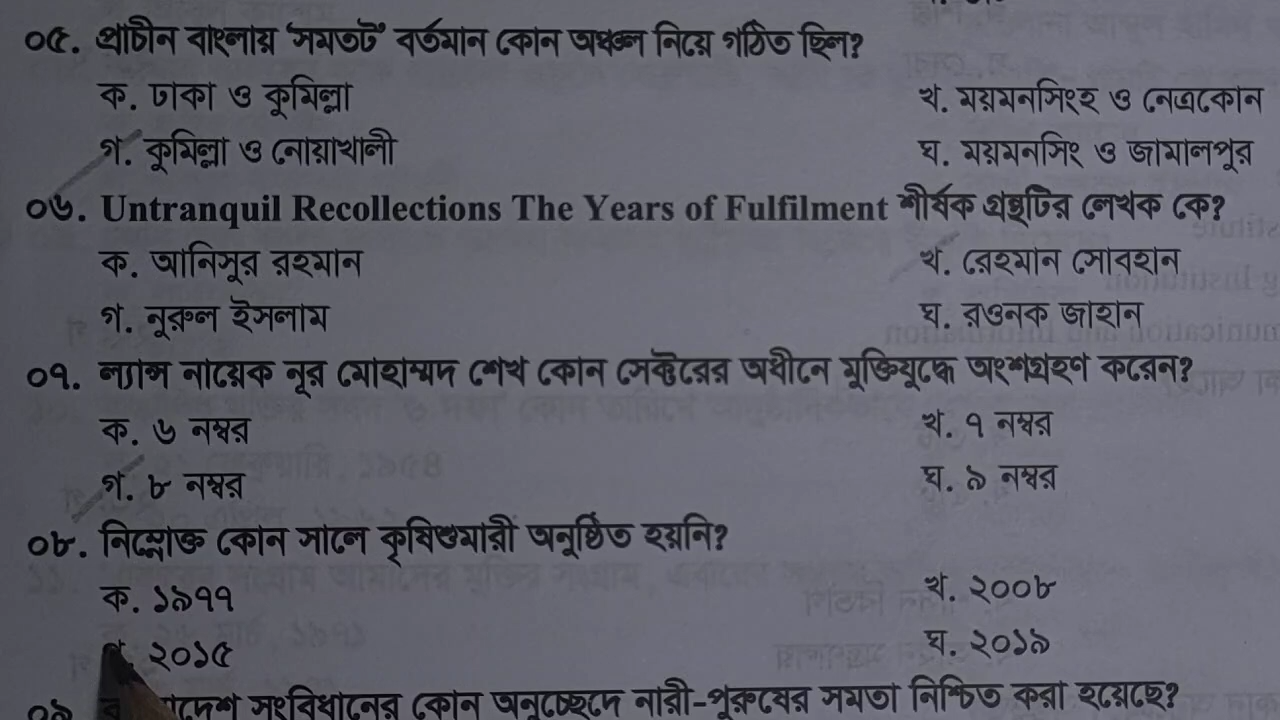 ০৫. প্রাচীন বাংলায় 'সমতট' বর্তমান কোন অঞ্চল নিয়ে গঠিত ছিল?
ক. ঢাকা ও কুমিল্লা
খ. ময়মনসিংহ ও নেত্রকোন
গ. কুমিল্লা ও নোয়াখালী
ঘ. ময়মনসিং ও জামালপুর
০৬. Untranquil Recollections The Years of Fulfilment শীর্ষক গ্রন্থটির লেখক কে?
ক. আনিসুর রহমান
খ. রেহমান সোবহান
গ. নুরুল ইসলাম
ঘ. রওনক জাহান
০৭. ল্যান্স নায়েক নূর মোহাম্মদ শেখ কোন সেক্টরের অধীনে মুক্তিযুদ্ধে অংশগ্রহণ করেন?
ক. ৬ নম্বর
খ. ৭ নম্বর
গ. ৮ নম্বর
ঘ. ৯ নম্বর
০৮. নিম্নোক্ত কোন সালে কৃষিশুমারী অনুষ্ঠিত হয়নি?
ক. ১৯৭৭
খ. ২০০৮
গ. ২০১৫
ঘ. ২০১৯
০৯. সংবিধানের কোন অনুচ্ছেদে নারী-পুরুষের সমতা নিশ্চিত করা হয়েছে?